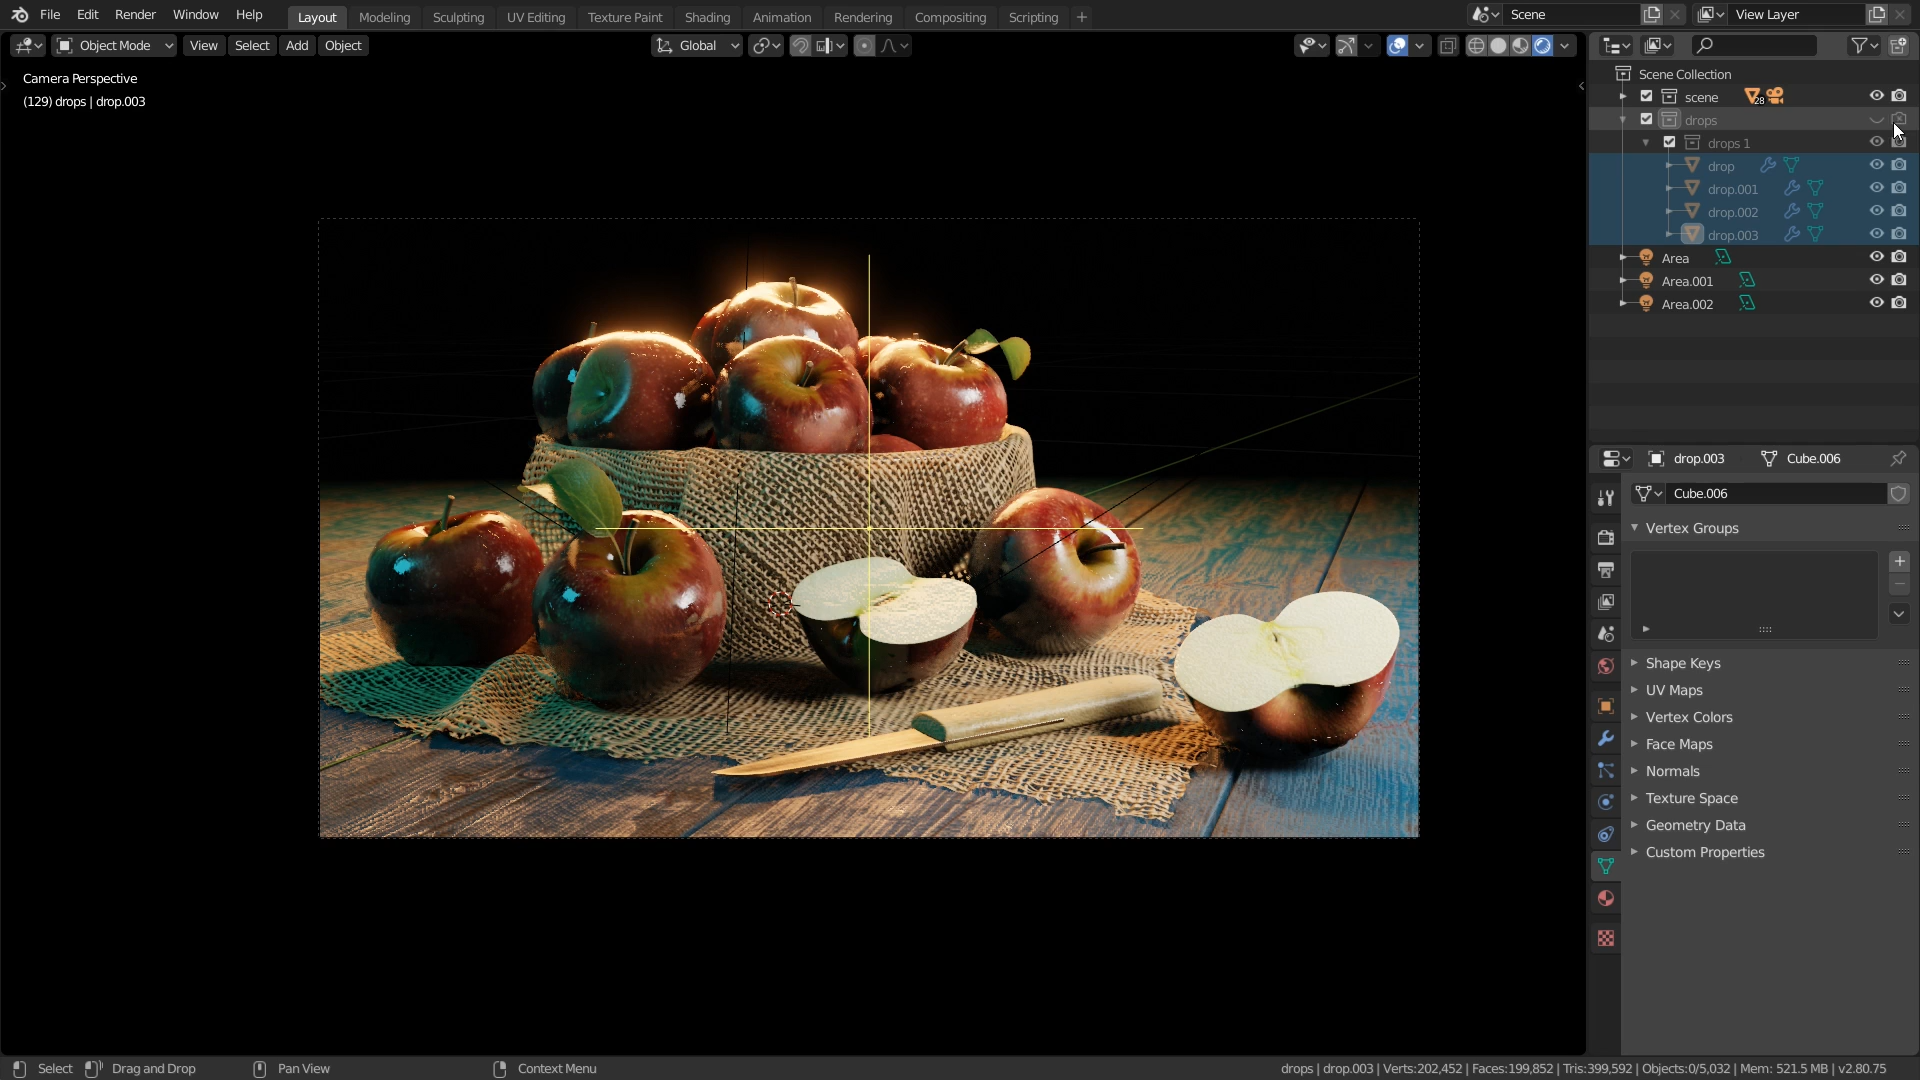 File Edit Render Window Help Layout Modeling Sculpting UV Editing Texture Paint Shading Animation Rendering Compositing Scripting + Scene View Layer
Object Mode View Select Add Object Global
Camera Perspective
(129) drops | drop.003
Scene Collection
scene 28
drops
drops 1
drop
drop.001
drop.002
drop.003
Area
Area.001
Area.002
drop.003 Cube.006
Cube.006
Vertex Groups
Shape Keys
UV Maps
Vertex Colors
Face Maps
Normals
Texture Space
Geometry Data
Custom Properties
Select Drag and Drop Pan View Context Menu drops | drop.003 | Verts:202,452 | Faces:199,852 | Tris:399,592 | Objects:0/5,032 | Mem: 521.5 MB | v2.80.75